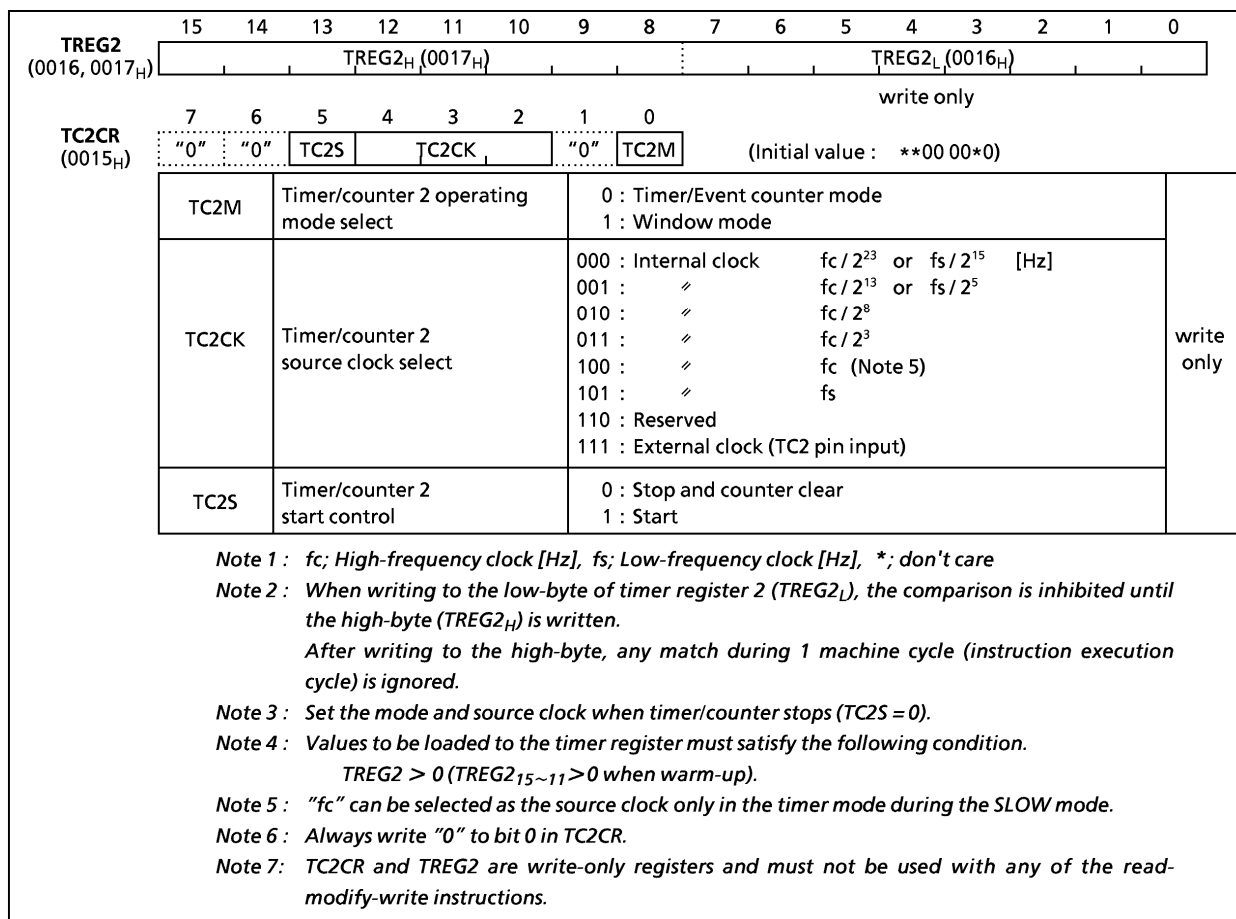 15 14 13 12 11 10 9 8 7 6 5 4 3 2 1 0
TREG2
(0016, 0017H)
TREG2H (0017H) TREG2L (0016H)
write only
7 6 5 4 3 2 1 0
TC2CR
(0015H)
"0" "0" TC2S TC2CK "0" TC2M (Initial value : **00 00*0)
TC2M Timer/counter 2 operating mode select
0 : Timer/Event counter mode
1 : Window mode
TC2CK Timer/counter 2
source clock select
000 : Internal clock fc / 2²³ or fs / 2¹⁵ [Hz]
001 : 〃 fc / 2¹³ or fs / 2⁵
010 : 〃 fc / 2⁸
011 : 〃 fc / 2³
100 : 〃 fc (Note 5)
101 : 〃 fs
110 : Reserved
111 : External clock (TC2 pin input)
TC2S Timer/counter 2
start control
0 : Stop and counter clear
1 : Start
write
only
Note 1 : fc; High-frequency clock [Hz], fs; Low-frequency clock [Hz], *; don't care
Note 2 : When writing to the low-byte of timer register 2 (TREG2L), the comparison is inhibited until
the high-byte (TREG2H) is written.
After writing to the high-byte, any match during 1 machine cycle (instruction execution
cycle) is ignored.
Note 3 : Set the mode and source clock when timer/counter stops (TC2S = 0).
Note 4 : Values to be loaded to the timer register must satisfy the following condition.
TREG2 > 0 (TREG215~11 > 0 when warm-up).
Note 5 : "fc" can be selected as the source clock only in the timer mode during the SLOW mode.
Note 6 : Always write "0" to bit 0 in TC2CR.
Note 7: TC2CR and TREG2 are write-only registers and must not be used with any of the read-
modify-write instructions.